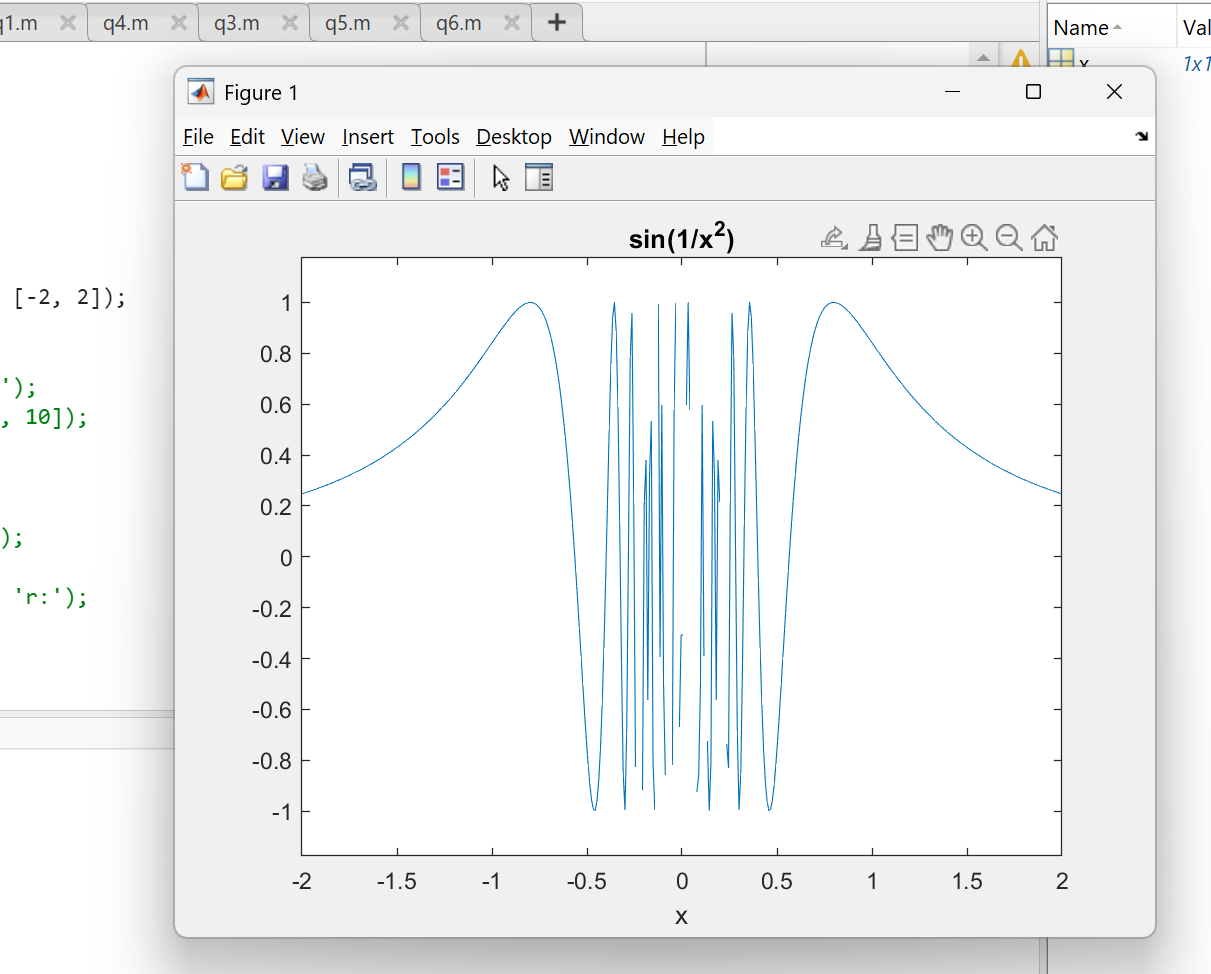 q1.m q4.m q3.m q5.m q6.m +
Name
1x1
Figure 1
File Edit View Insert Tools Desktop Window Help
[-2, 2]);
');
, 10]);
);
'r:');
sin(1/x²)
1
0.8
0.6
0.4
0.2
0
-0.2
-0.4
-0.6
-0.8
-1
-2 -1.5 -1 -0.5 0 0.5 1 1.5 2
x